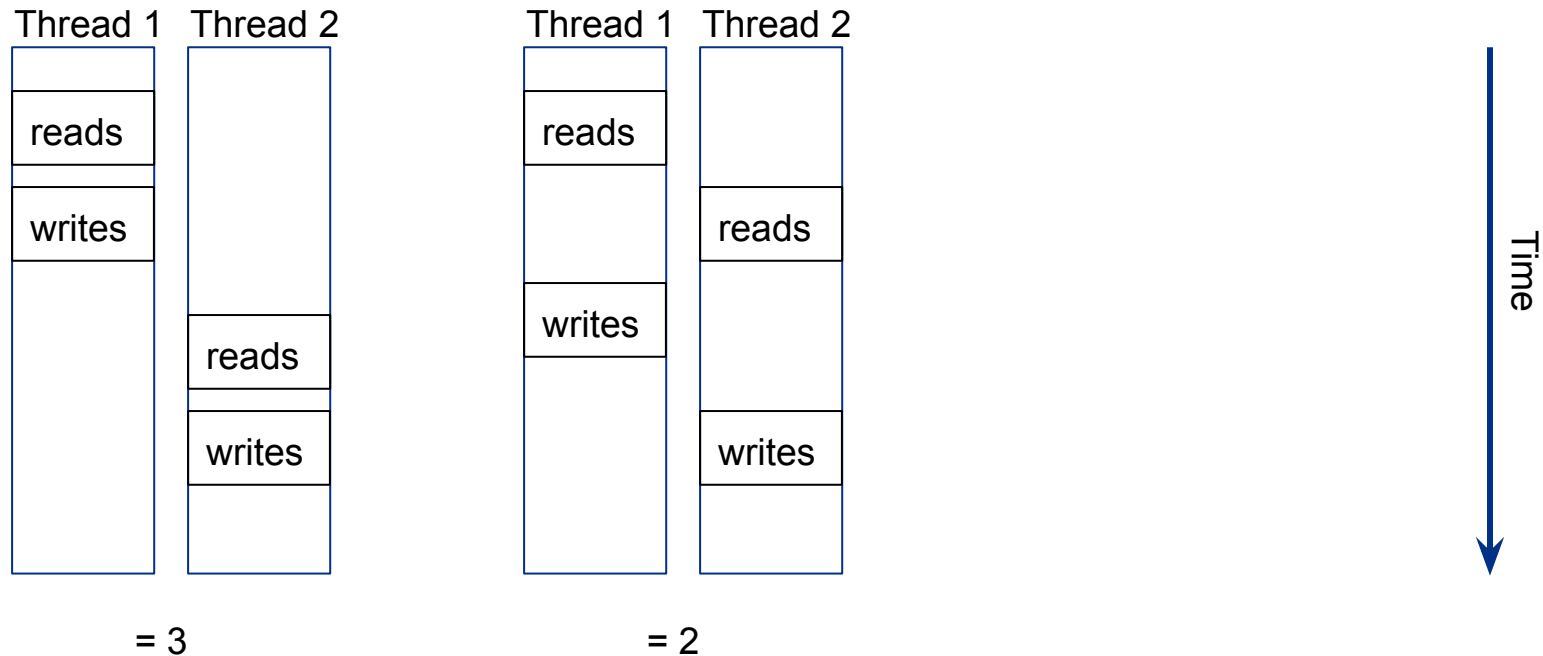 Thread 1 Thread 2
reads
writes
reads
writes
= 3
Thread 1 Thread 2
reads
reads
writes
writes
= 2
Time